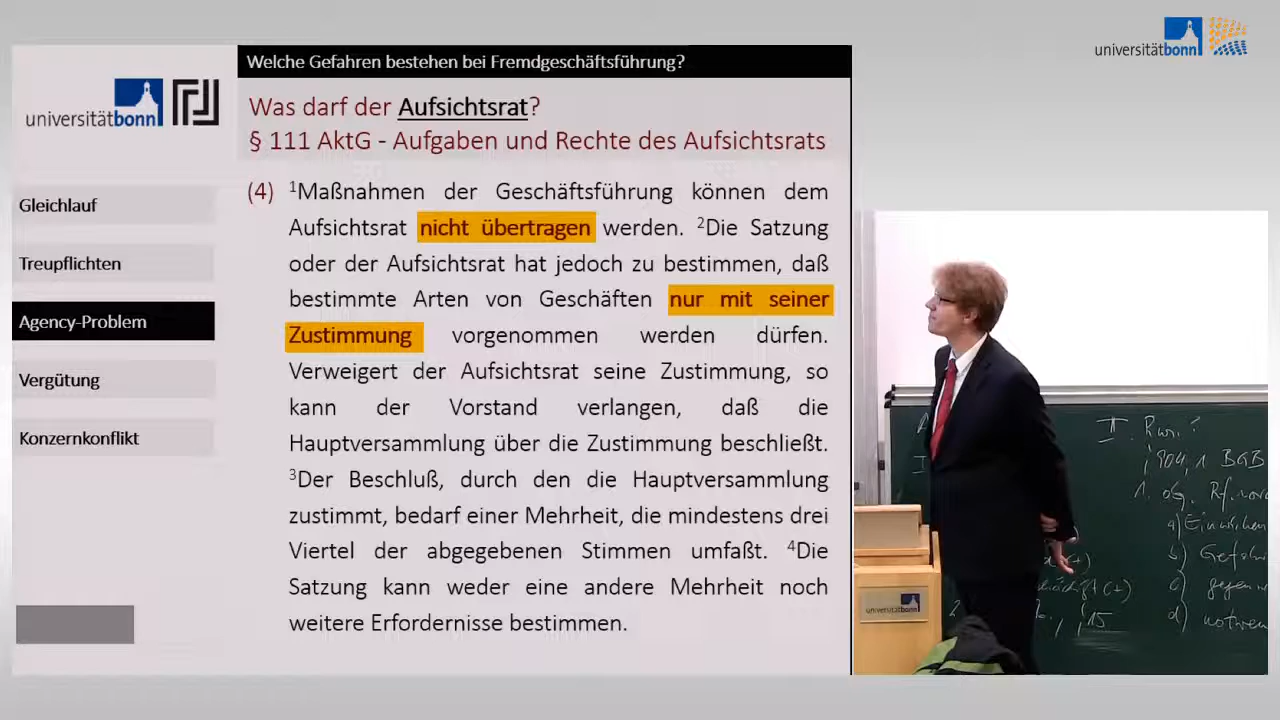 universitätbonn
Welche Gefahren bestehen bei Fremdgeschäftsführung?
universitätbonn
Was darf der Aufsichtsrat?
§ 111 AktG - Aufgaben und Rechte des Aufsichtsrats
Gleichlauf
Treupflichten
Agency-Problem
Vergütung
Konzernkonflikt
(4) ¹Maßnahmen der Geschäftsführung können dem
Aufsichtsrat nicht übertragen werden. ²Die Satzung
oder der Aufsichtsrat hat jedoch zu bestimmen, daß
bestimmte Arten von Geschäften nur mit seiner
Zustimmung vorgenommen werden dürfen.
Verweigert der Aufsichtsrat seine Zustimmung, so
kann der Vorstand verlangen, daß die
Hauptversammlung über die Zustimmung beschließt.
³Der Beschluß, durch den die Hauptversammlung
zustimmt, bedarf einer Mehrheit, die mindestens drei
Viertel der abgegebenen Stimmen umfaßt. ⁴Die
Satzung kann weder eine andere Mehrheit noch
weitere Erfordernisse bestimmen.
II. Rw.?
904, 1 BGB
1.
a)
b)
c) gegen
d)
(+)
(+)
15
universitätbonn